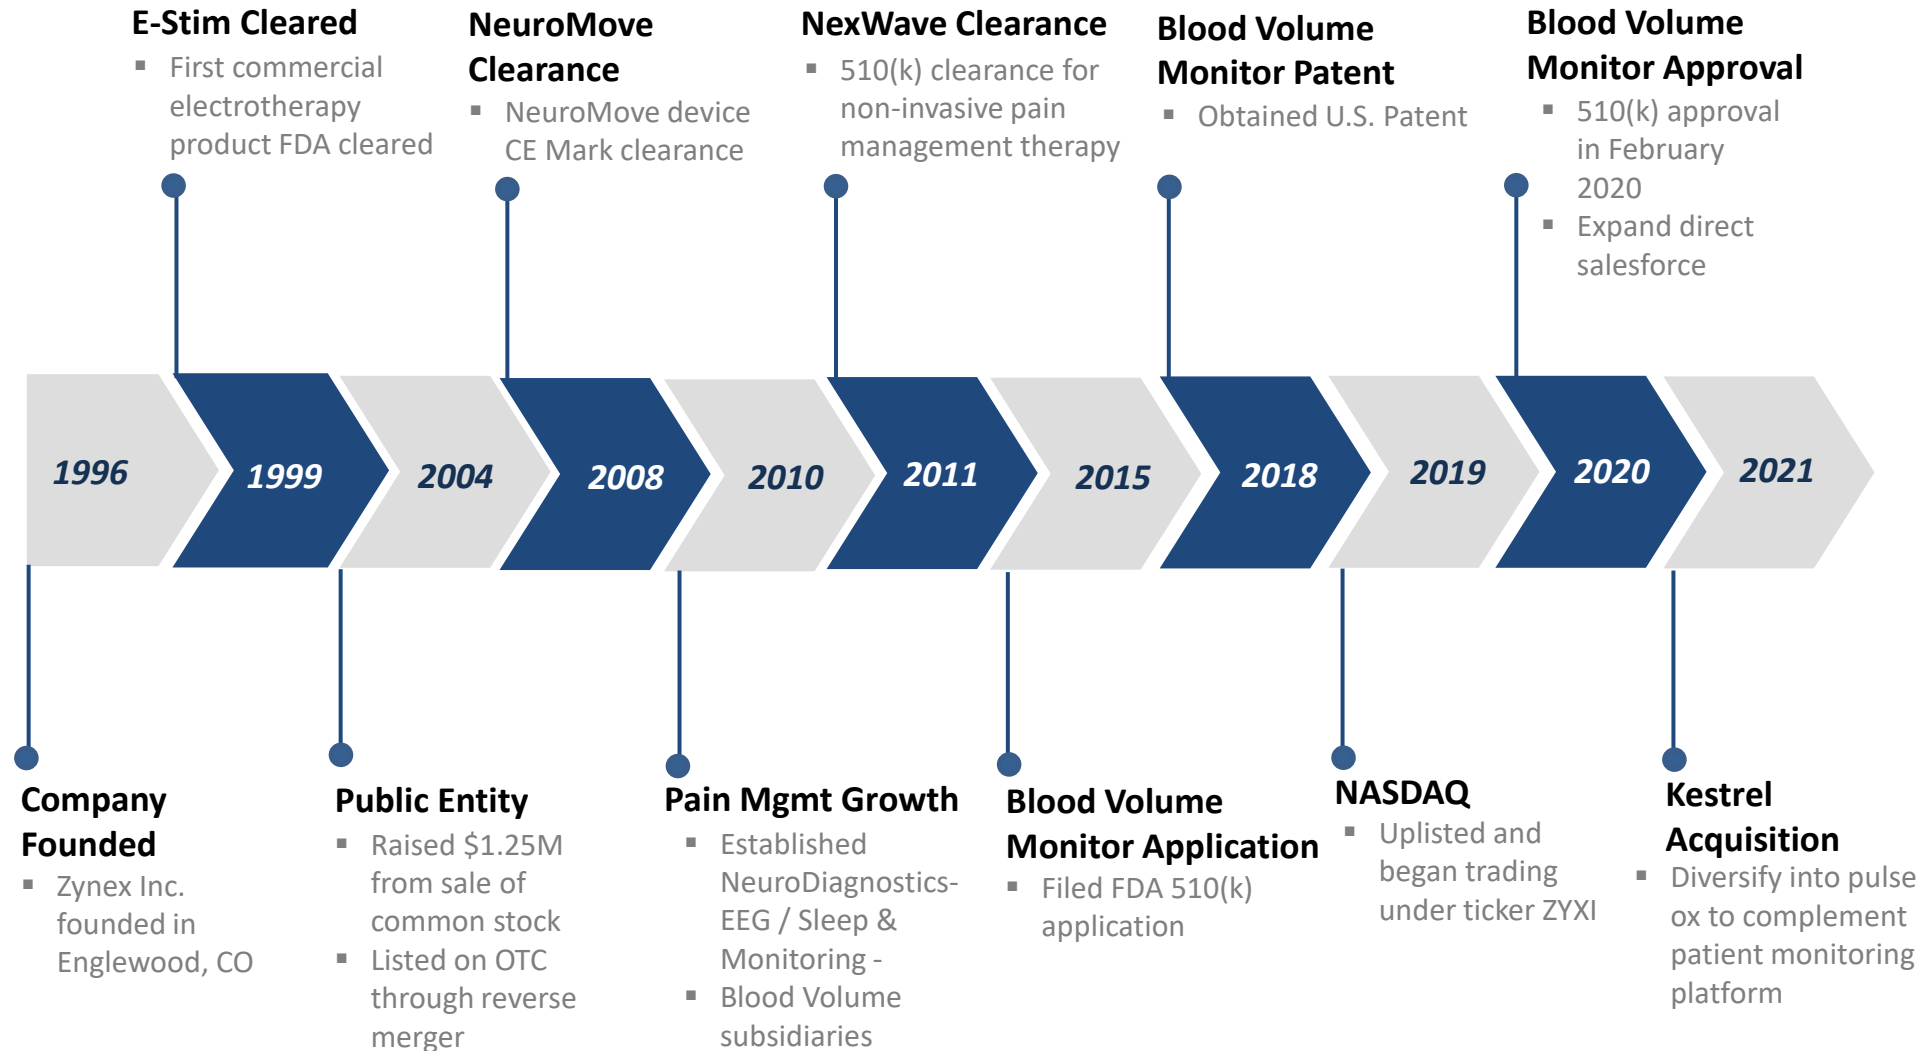 E-Stim Cleared
▪ First commercial
electrotherapy
product FDA cleared
NeuroMove
Clearance
▪ NeuroMove device
CE Mark clearance
NexWave Clearance
▪ 510(k) clearance for
non-invasive pain
management therapy
Blood Volume
Monitor Patent
▪ Obtained U.S. Patent
Blood Volume
Monitor Approval
▪ 510(k) approval
in February
2020
▪ Expand direct
salesforce
1996
1999
2004
2008
2010
2011
2015
2018
2019
2020
2021
Company
Founded
▪ Zynex Inc.
founded in
Englewood, CO
Public Entity
▪ Raised $1.25M
from sale of
common stock
▪ Listed on OTC
through reverse
merger
Pain Mgmt Growth
▪ Established
NeuroDiagnostics-
EEG / Sleep &
Monitoring -
▪ Blood Volume
subsidiaries
Blood Volume
Monitor Application
▪ Filed FDA 510(k)
application
NASDAQ
▪ Uplisted and
began trading
under ticker ZYXI
Kestrel
Acquisition
▪ Diversify into pulse
ox to complement
patient monitoring
platform